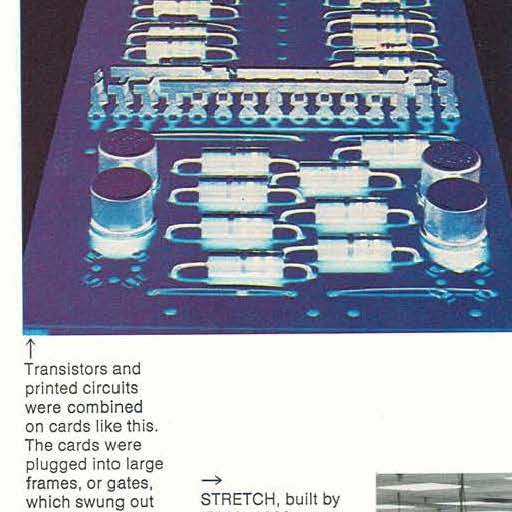 ↑
Transistors and
printed circuits
were combined
on cards like this.
The cards were
plugged into large
frames, or gates,
which swung out
→
STRETCH, built by